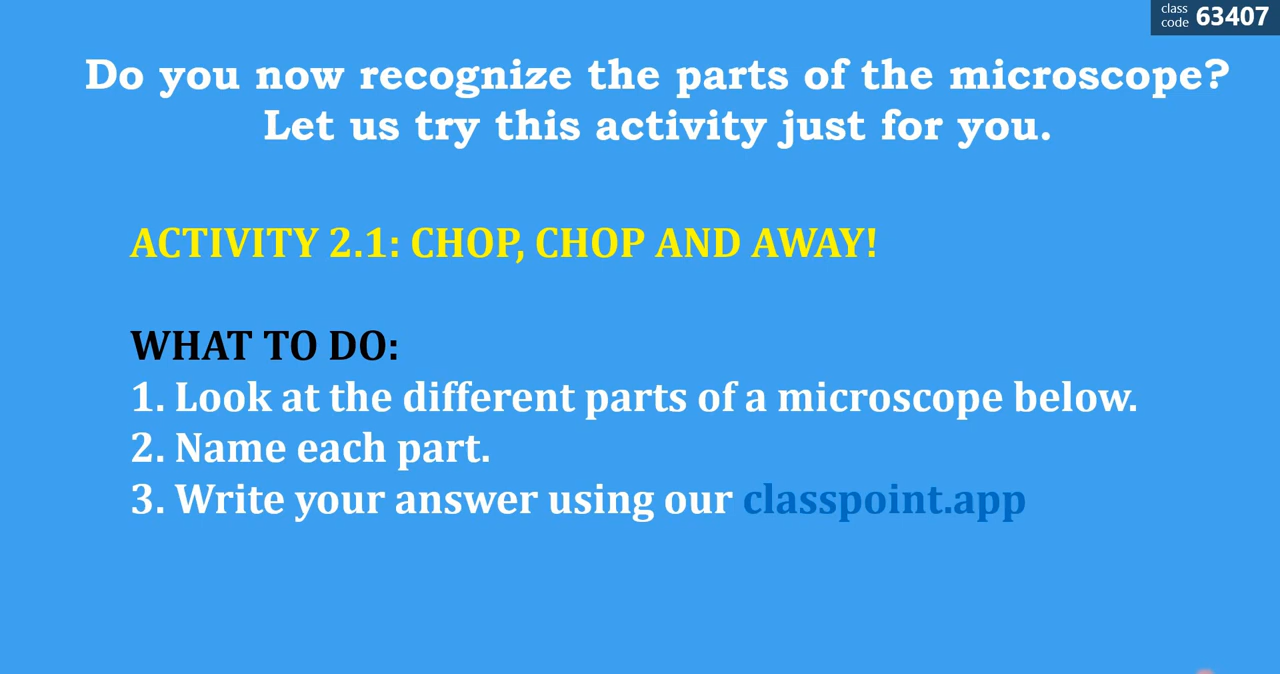 class
code 63407
Do you now recognize the parts of the microscope?
Let us try this activity just for you.
ACTIVITY 2.1: CHOP, CHOP AND AWAY!
WHAT TO DO:
1. Look at the different parts of a microscope below.
2. Name each part.
3. Write your answer using our classpoint.app